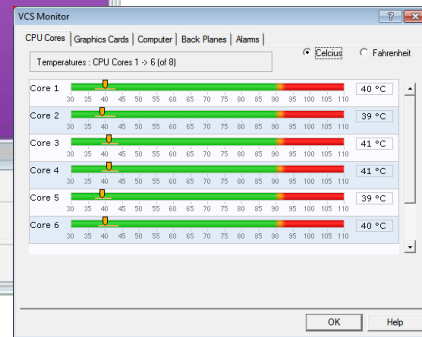 VCS Monitor
CPU Cores Graphics Cards Computer Back Planes Alarms
Temperatures : CPU Cores 1 -> 6 (of 8)
Celcius Fahrenheit
Core 1 40 °C
30 35 40 45 50 55 60 65 70 75 80 85 90 95 100 105 110
Core 2 39 °C
30 35 40 45 50 55 60 65 70 75 80 85 90 95 100 105 110
Core 3 41 °C
30 35 40 45 50 55 60 65 70 75 80 85 90 95 100 105 110
Core 4 41 °C
30 35 40 45 50 55 60 65 70 75 80 85 90 95 100 105 110
Core 5 39 °C
30 35 40 45 50 55 60 65 70 75 80 85 90 95 100 105 110
Core 6 40 °C
30 35 40 45 50 55 60 65 70 75 80 85 90 95 100 105 110
OK Help